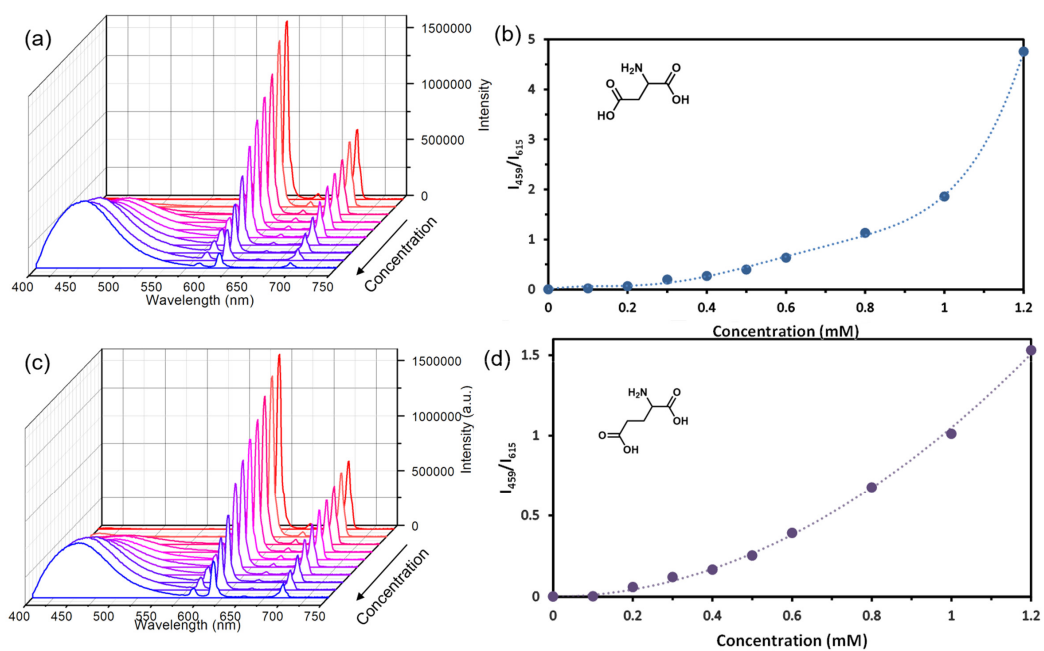 (a)
1500000
1000000
500000
0
Intensity
Concentration
400 450 500 550 600 650 700 750
Wavelength (nm)
(b)
5
4
3
2
1
0
I459/I615
H2N
O
O
OH
HO
0 0.2 0.4 0.6 0.8 1 1.2
Concentration (mM)
(c)
1500000
1000000
500000
0
Intensity (a.u.)
Concentration
400 450 500 550 600 650 700 750
Wavelength (nm)
(d)
1.5
1
0.5
0
I459/I615
H2N
O
OH
O
OH
0 0.2 0.4 0.6 0.8 1 1.2
Concentration (mM)